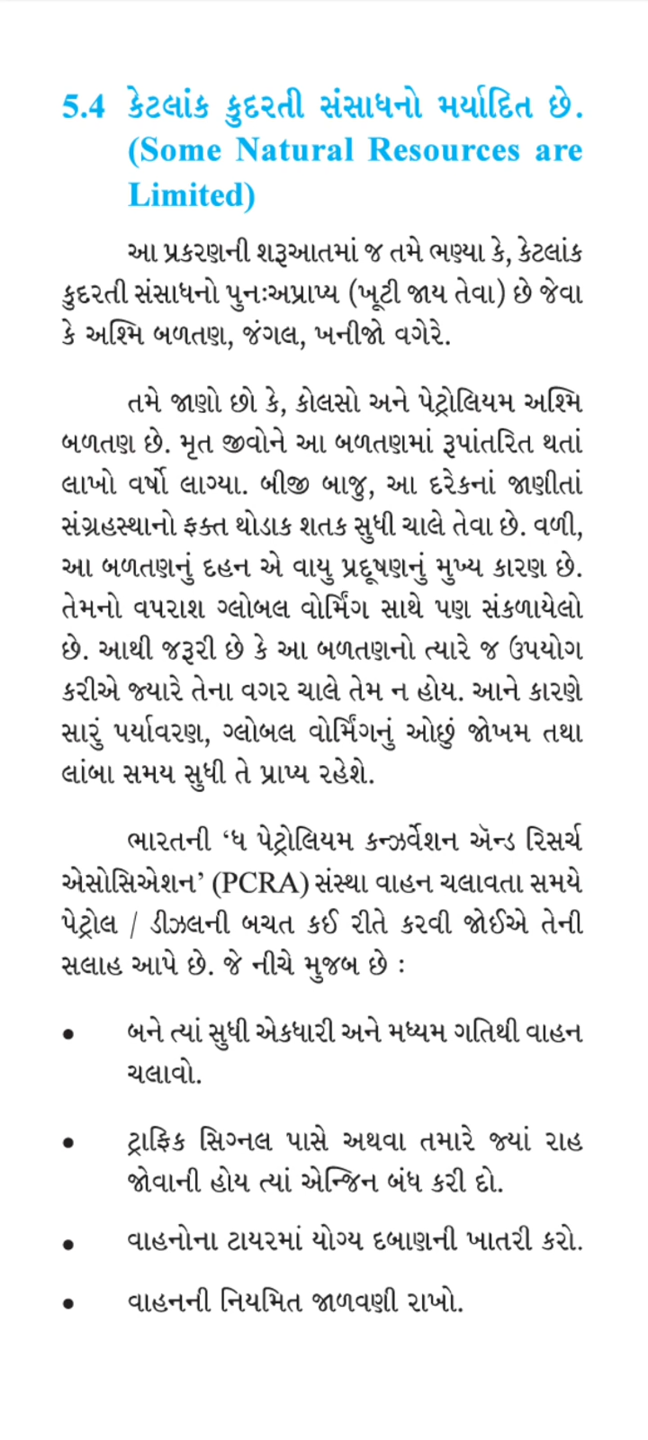 5.4 કેટલાંક કુદરતી સંસાધનો મર્યાદિત છે.
(Some Natural Resources are
Limited)
આ પ્રકરણની શરૂઆતમાં જ તમે ભણ્યા કે, કેટલાંક
કુદરતી સંસાધનો પુનઃઅપ્રાપ્ય (ખૂટી જાય તેવા) છે જેવા
કે અશ્મિ બળતણ, જંગલ, ખનીજો વગેરે.
તમે જાણો છો કે, કોલસો અને પેટ્રોલિયમ અશ્મિ
બળતણ છે. મૃત જીવોને આ બળતણમાં રૂપાંતરિત થતાં
લાખો વર્ષો લાગ્યા. બીજી બાજુ, આ દરેકનાં જાણીતાં
સંગ્રહસ્થાનો ફક્ત થોડાક શતક સુધી ચાલે તેવા છે. વળી,
આ બળતણનું દહન એ વાયુ પ્રદૂષણનું મુખ્ય કારણ છે.
તેમનો વપરાશ ગ્લોબલ વોર્મિંગ સાથે પણ સંકળાયેલો
છે. આથી જરૂરી છે કે આ બળતણનો ત્યારે જ ઉપયોગ
કરીએ જ્યારે તેના વગર ચાલે તેમ ન હોય. આને કારણે
સારું પર્યાવરણ, ગ્લોબલ વોર્મિંગનું ઓછું જોખમ તથા
લાંબા સમય સુધી તે પ્રાપ્ય રહેશે.
ભારતની ‘ધ પેટ્રોલિયમ કન્ઝર્વેશન ઍન્ડ રિસર્ચ
એસોસિએશન’ (PCRA) સંસ્થા વાહન ચલાવતા સમયે
પેટ્રોલ / ડીઝલની બચત કઈ રીતે કરવી જોઈએ તેની
સલાહ આપે છે. જે નીચે મુજબ છે :
• બને ત્યાં સુધી એકધારી અને મધ્યમ ગતિથી વાહન
ચલાવો.
• ટ્રાફિક સિગ્નલ પાસે અથવા તમારે જ્યાં રાહ
જોવાની હોય ત્યાં એન્જિન બંધ કરી દો.
• વાહનોના ટાયરમાં યોગ્ય દબાણની ખાતરી કરો.
• વાહનની નિયમિત જાળવણી રાખો.